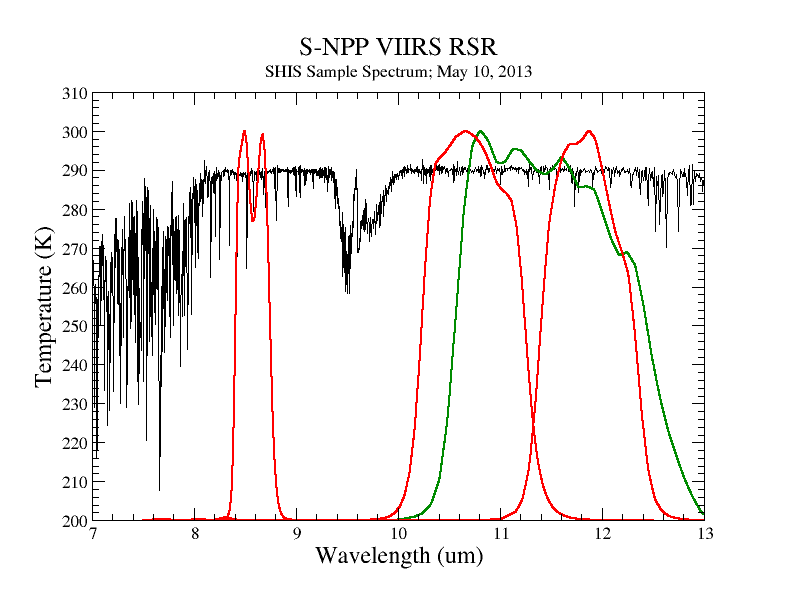 S-NPP VIIRS RSR
SHIS Sample Spectrum; May 10, 2013
Temperature (K)
310
300
290
280
270
260
250
240
230
220
210
200
7 8 9 10 11 12 13
Wavelength (um)